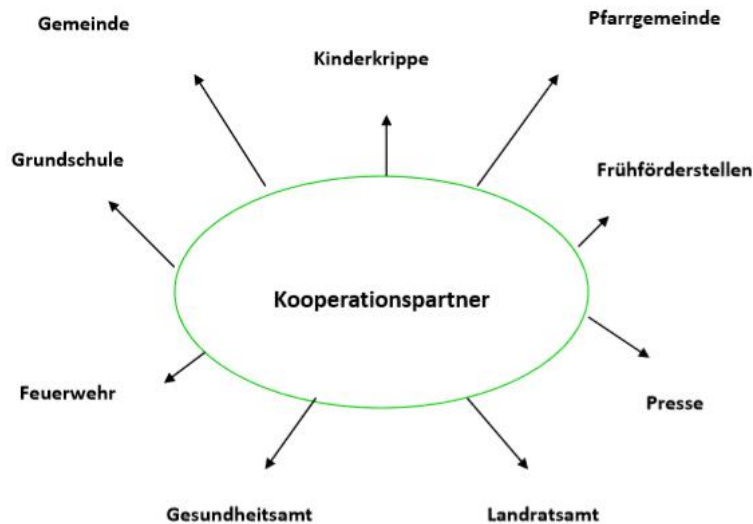 Gemeinde
Pfarrgemeinde
Kinderkrippe
Grundschule
Frühförderstellen
Kooperationspartner
Feuerwehr
Presse
Gesundheitsamt
Landratsamt